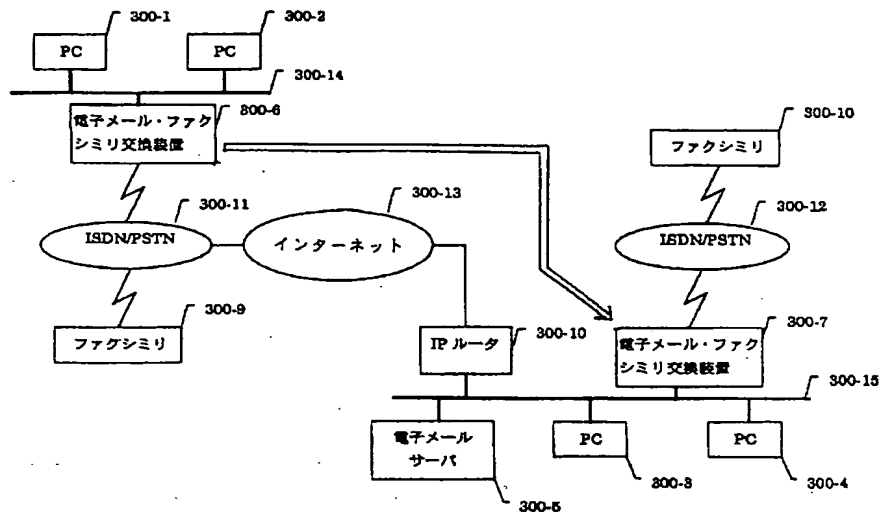 300-1
300-2
PC
PC
300-14
300-6
電子メール・ファク
シミリ交換装置
300-10
ファクシミリ
300-11
ISDN/PSTN
300-13
インターネット
300-12
ISDN/PSTN
300-9
ファクシミリ
IP ルータ
300-10
300-7
電子メール・ファク
シミリ交換装置
300-15
電子メール
サーバ
PC
PC
300-5
300-3
300-4